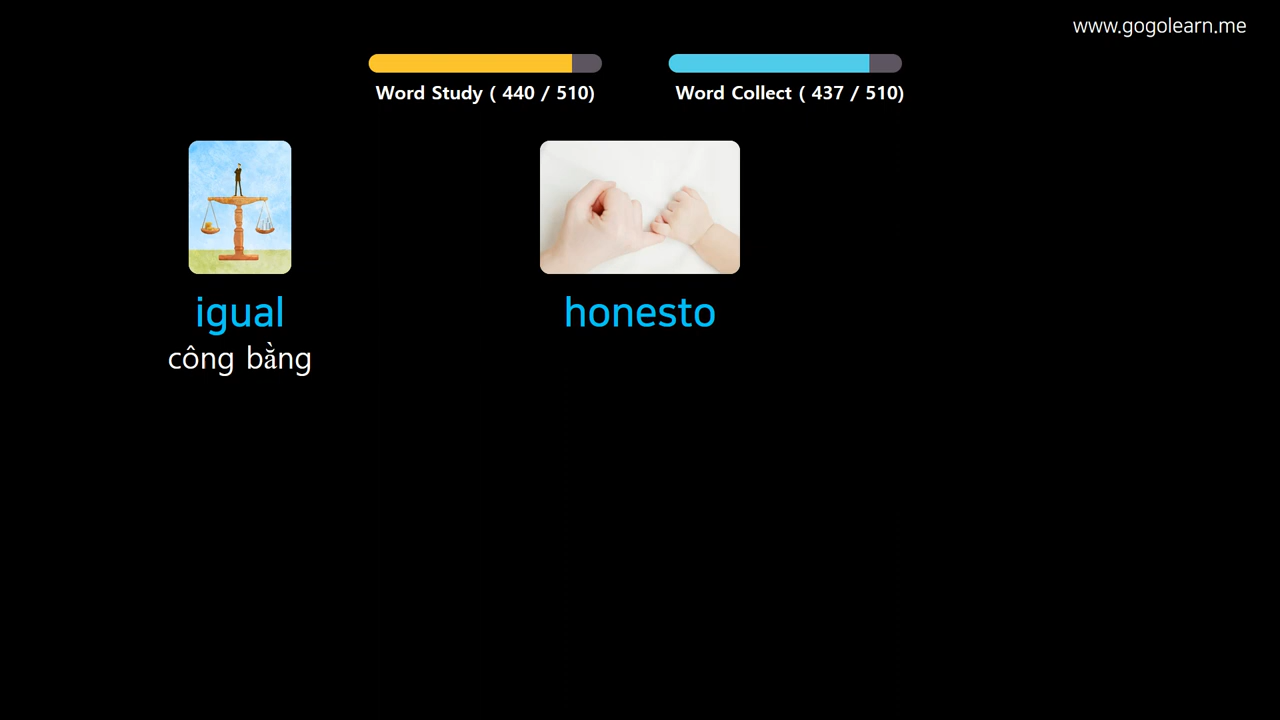 www.gogolearn.me
Word Study ( 440 / 510)
Word Collect ( 437 / 510)
igual
công bằng
honesto